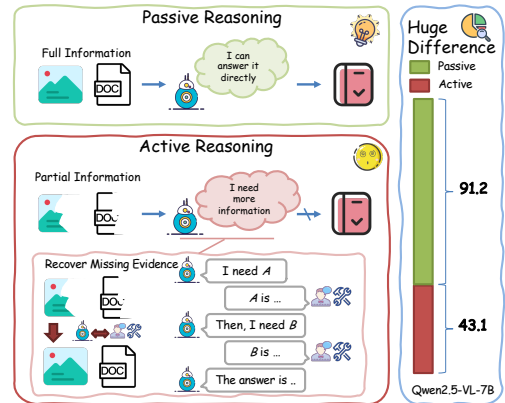 Passive Reasoning
Full Information
DOC
I can
answer it
directly
Active Reasoning
Partial Information
DO
I need
more
information
Recover Missing Evidence
DO
DOC
I need A
A is ...
Then, I need B
B is ...
The answer is ..
Huge
Difference
Passive
Active
91.2
43.1
Qwen2.5-VL-7B